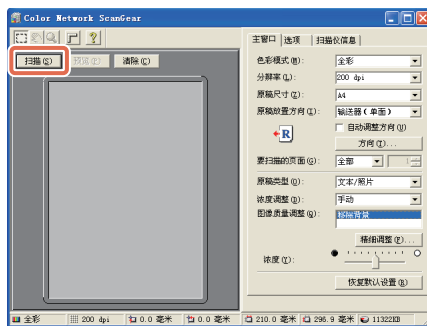 Color Network ScanGear
扫描(S) 预览(P) 清除(C)
主窗口 选项 扫描仪信息
色彩模式(M): 全彩
分辨率(L): 200 dpi
原稿尺寸(Z): A4
原稿放置方向(I): 输送器(单面)
自动调整方向(U)
R
方向(T)...
要扫描的页面(G): 全部 1
原稿类型(O): 文本/照片
浓度调整(D): 手动
图像质量调整(Q): 移除背景
精细调整(F)...
浓度(Y):
恢复默认设置(B)
全彩 200 dpi 0.0 毫米 0.0 毫米 210.0 毫米 296.9 毫米 11322KB